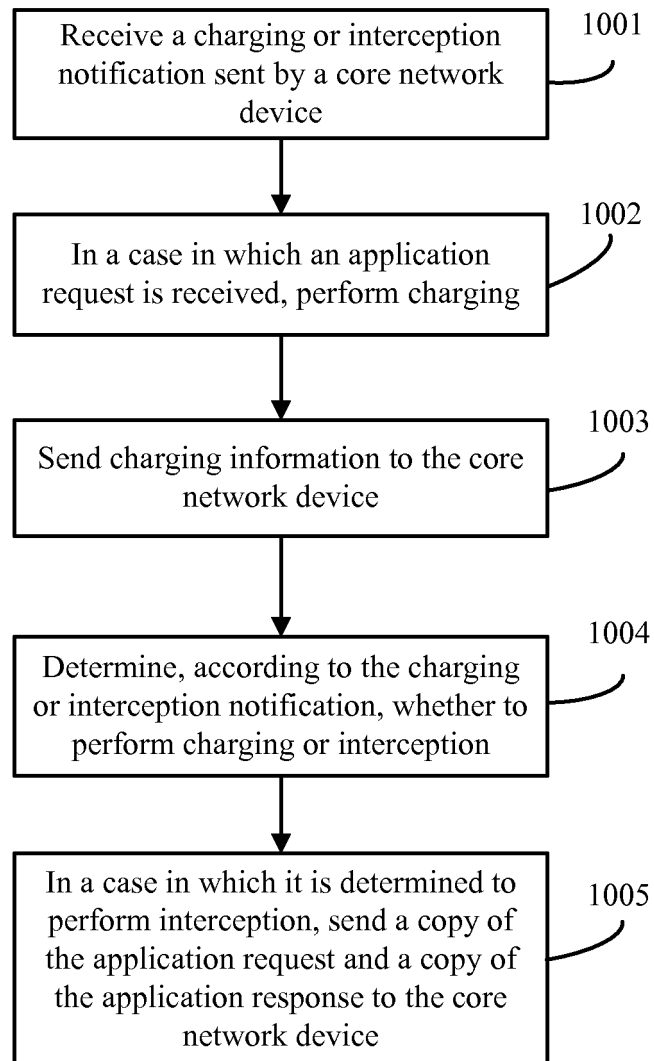 Receive a charging or interception
notification sent by a core network
device
1001
In a case in which an application
request is received, perform charging
1002
Send charging information to the core
network device
1003
Determine, according to the charging
or interception notification, whether to
perform charging or interception
1004
In a case in which it is determined to
perform interception, send a copy of
the application request and a copy of
the application response to the core
network device
1005